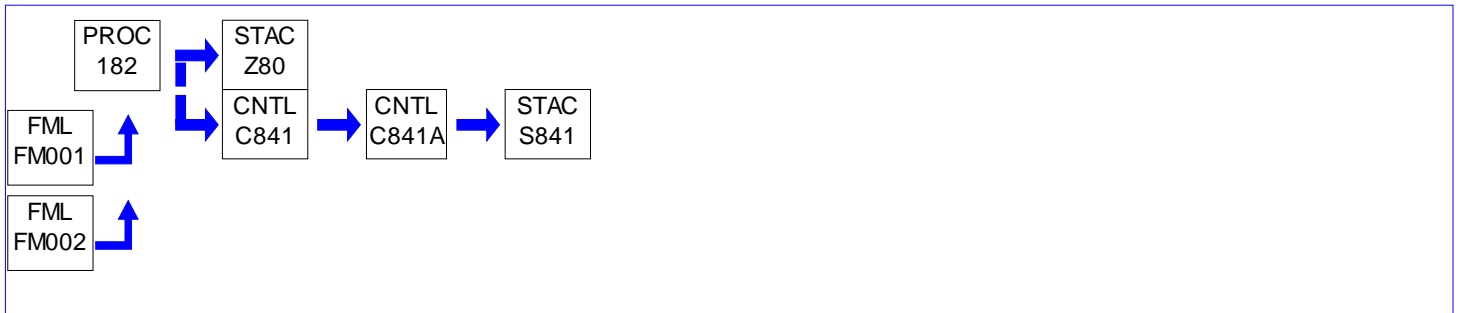 PROC
182
STAC
Z80
CNTL
C841
CNTL
C841A
STAC
S841
FML
FM001
FML
FM002